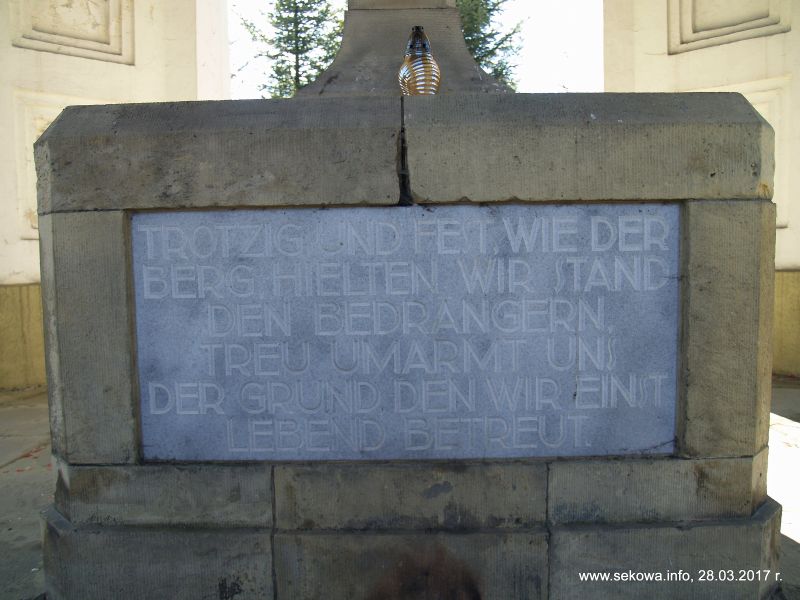 TROTZIG UND FEST WIE DER
BERG HIELTEN WIR STAND
DEN BEDRÄNGERN,
TREU UMARMT UNS
DER GRUND DEN WIR EINST
LEBEND BETREUT.
www.sekowa.info, 28.03.2017 r.